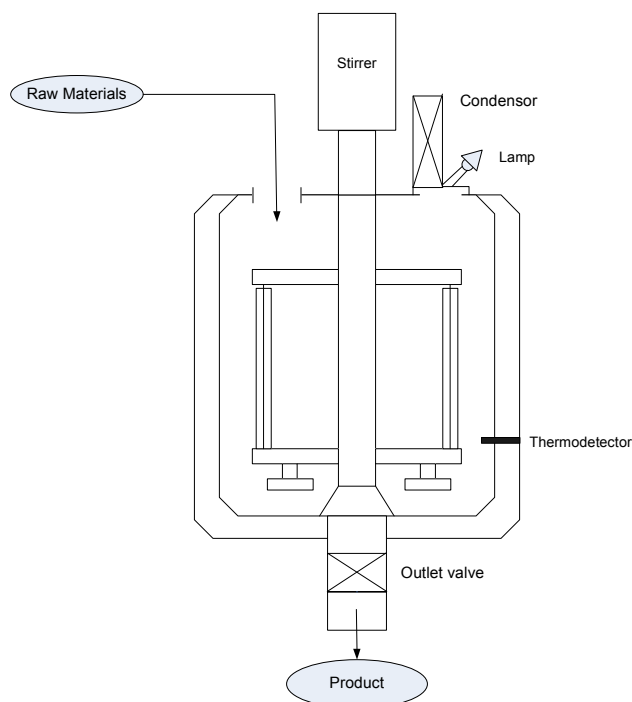 Stirrer
Raw Materials
Condensor
Lamp
Thermodetector
Outlet valve
Product